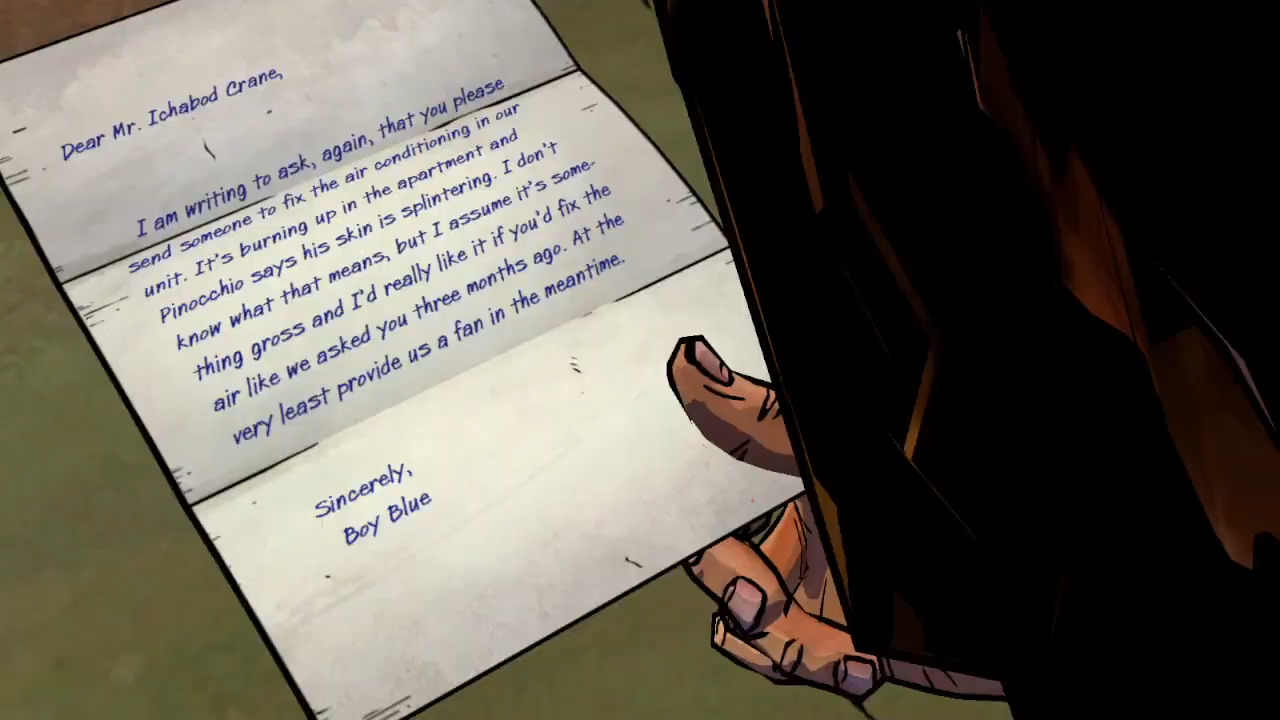 Dear Mr. Ichabod Crane,
I am writing to ask, again, that you please
send someone to fix the air conditioning in our
unit. It's burning up in the apartment and
Pinocchio says his skin is splintering. I don't
know what that means, but I assume it's some-
thing gross and I'd really like it if you'd fix the
air like we asked you three months ago. At the
very least provide us a fan in the meantime.
Sincerely,
Boy Blue